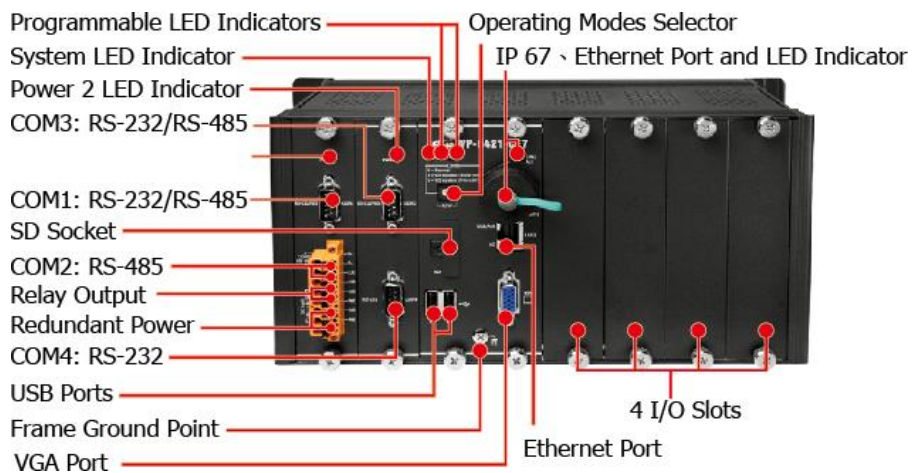 Programmable LED Indicators
System LED Indicator
Power 2 LED Indicator
COM3: RS-232/RS-485
COM1: RS-232/RS-485
SD Socket
COM2: RS-485
Relay Output
Redundant Power
COM4: RS-232
USB Ports
Frame Ground Point
VGA Port
Operating Modes Selector
IP 67、Ethernet Port and LED Indicator
4 I/O Slots
Ethernet Port